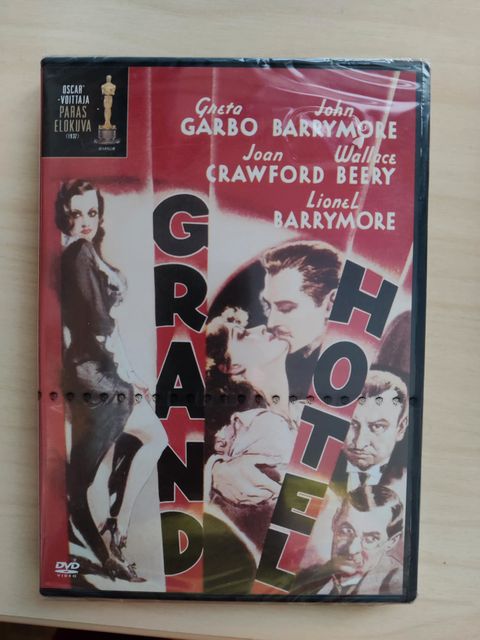 OSCAR®
-VOITTAJA
PARAS
ELOKUVA
(1932)
Greta John
GARBO BARRYMORE
Joan Wallace
CRAWFORD BEERY
Lionel
BARRYMORE
GRAND
HOTEL
DVD
VIDEO